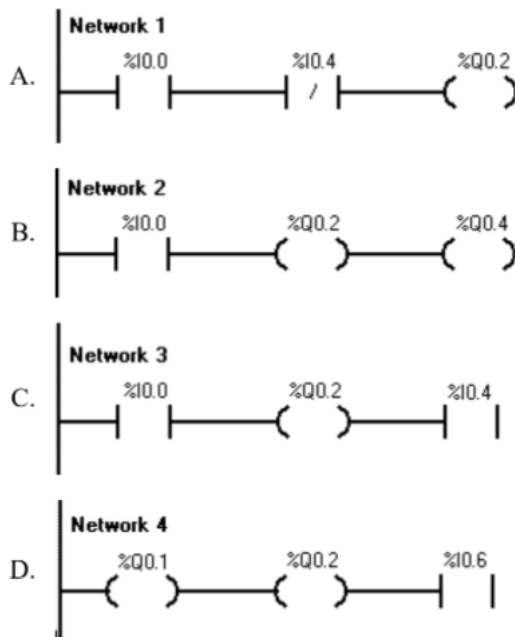 Network 1
%I0.0 %I0.4 %Q0.2
A.
/
Network 2
%I0.0 %Q0.2 %Q0.4
B.
Network 3
%I0.0 %Q0.2 %I0.4
C.
Network 4
%Q0.1 %Q0.2 %I0.6
D.